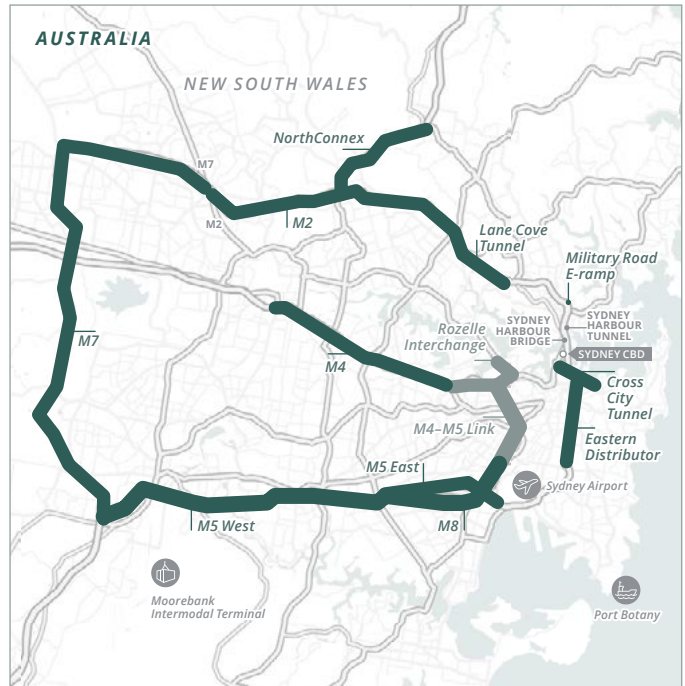 AUSTRALIA
NEW SOUTH WALES
NorthConnex
M7
M2
M2
Lane Cove
Tunnel
Military Road
E-ramp
SYDNEY
HARBOUR
BRIDGE
SYDNEY
HARBOUR
TUNNEL
SYDNEY CBD
Rozelle
Interchange
M7
M4
Cross
City
Tunnel
M4–M5 Link
Eastern
Distributor
M5 East
Sydney Airport
M5 West
M8
Moorebank
Intermodal Terminal
Port Botany